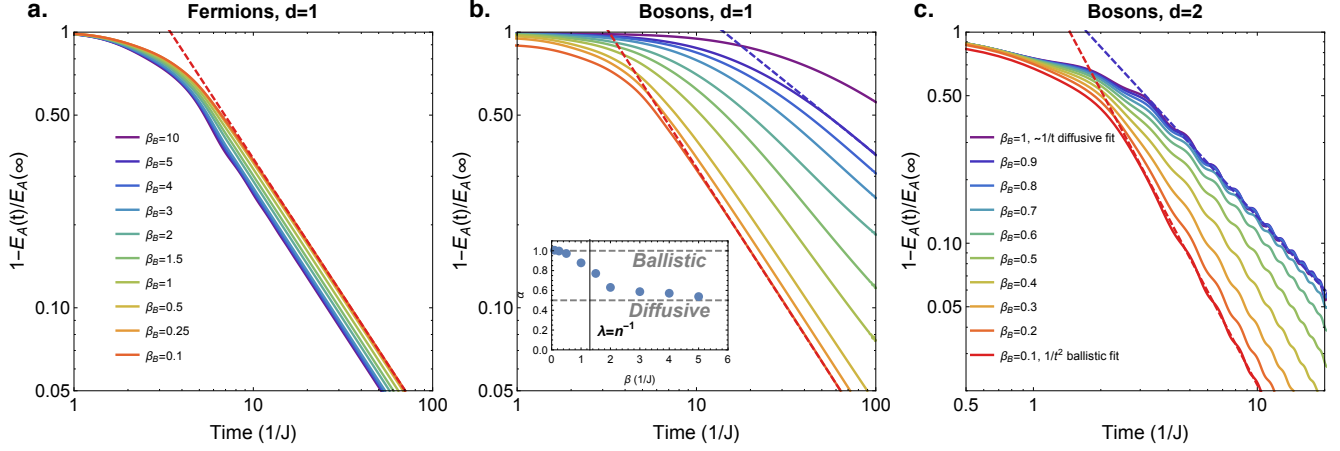 a.
Fermions, d=1
1−E_A(t)/E_A(∞)
1
0.50
0.10
0.05
β_B=10
β_B=5
β_B=4
β_B=3
β_B=2
β_B=1.5
β_B=1
β_B=0.5
β_B=0.25
β_B=0.1
1
10
100
Time (1/J)
b.
Bosons, d=1
1−E_A(t)/E_A(∞)
1
0.50
0.10
0.05
α
1.0
0.8
0.6
0.4
0.2
0.0
Ballistic
Diffusive
λ=n⁻¹
0
1
2
3
4
5
6
β (1/J)
1
10
100
Time (1/J)
c.
Bosons, d=2
1−E_A(t)/E_A(∞)
1
0.50
0.10
0.05
β_B=1, ~1/t diffusive fit
β_B=0.9
β_B=0.8
β_B=0.7
β_B=0.6
β_B=0.5
β_B=0.4
β_B=0.3
β_B=0.2
β_B=0.1, 1/t² ballistic fit
0.5
1
10
Time (1/J)